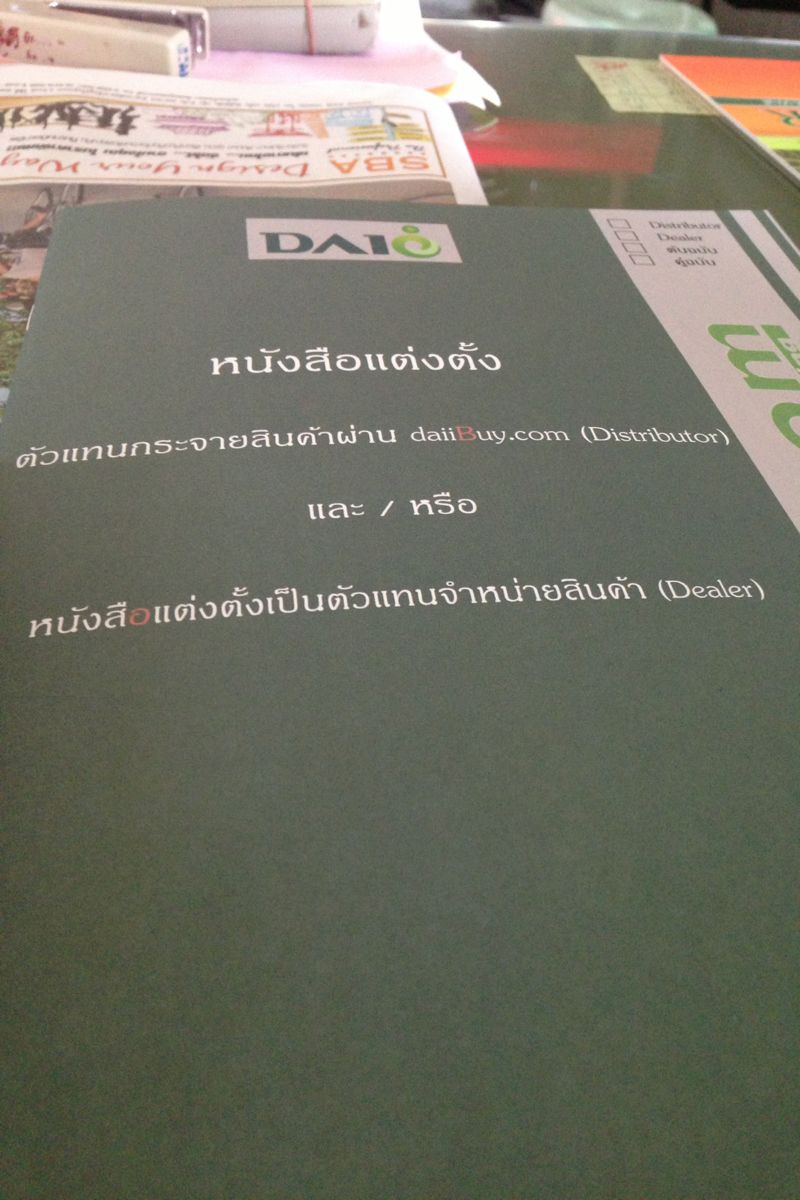 DAII
Distributor
Dealer
ต้นฉบับ
คู่ฉบับ
หนังสือแต่งตั้ง
ตัวแทนกระจายสินค้าผ่าน daiiBuy.com (Distributor)
และ / หรือ
หนังสือแต่งตั้งเป็นตัวแทนจำหน่ายสินค้า (Dealer)
om
Design Your Way
SBA